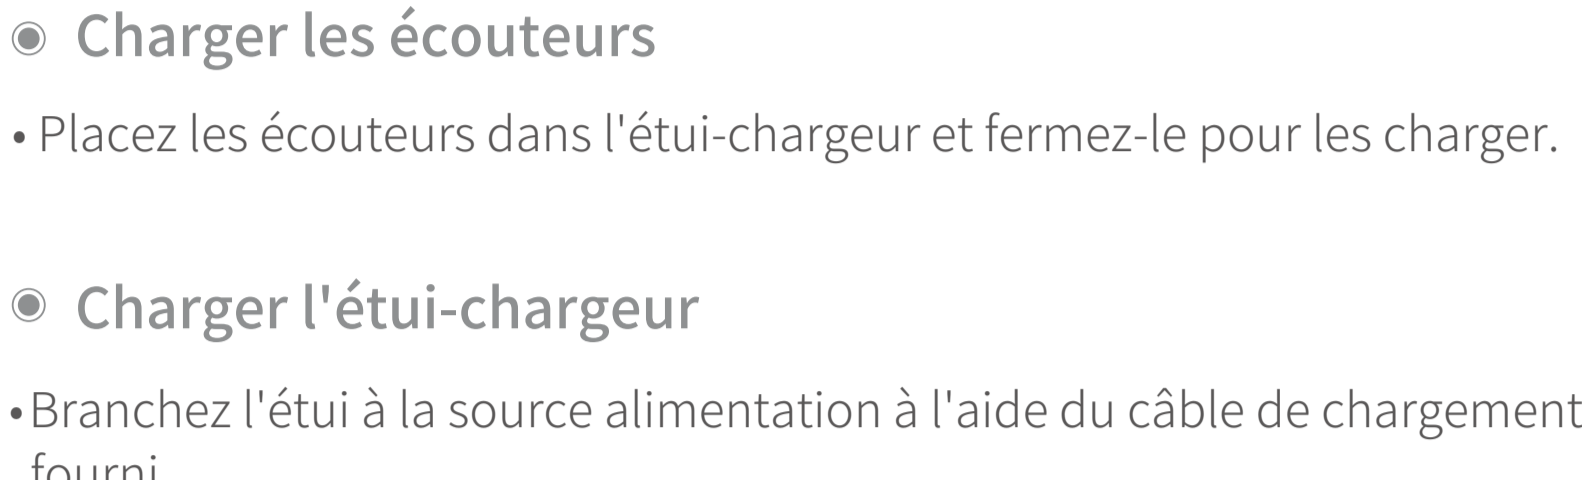 ◉ Charger les écouteurs
• Placez les écouteurs dans l'étui-chargeur et fermez-le pour les charger.
◉ Charger l'étui-chargeur
• Branchez l'étui à la source alimentation à l'aide du câble de chargement
fourni